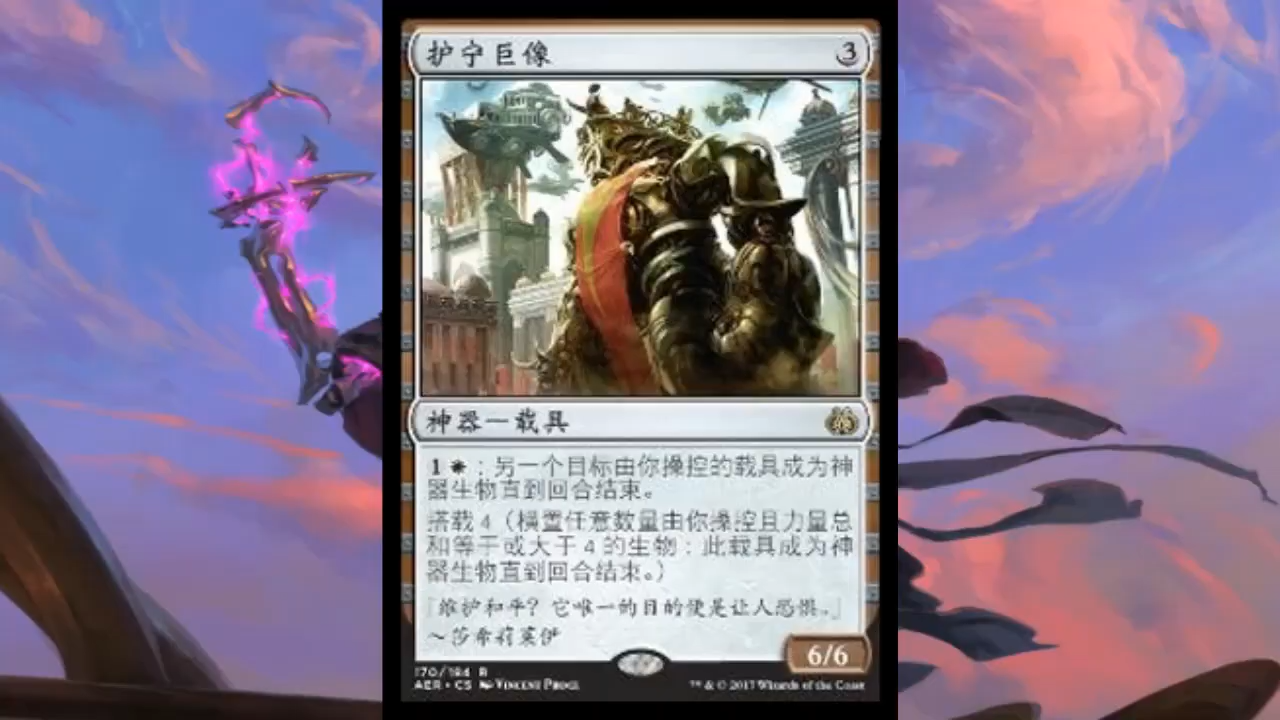 护宁巨像
3
神器—载具
1 : 另一个目标由你操控的载具成为神
器生物直到回合结束。
搭载 4（横置任意数量由你操控且力量总
和等于或大于 4 的生物：此载具成为神
器生物直到回合结束。）
「维护和平？它唯一的目的便是让人恐惧。」
～莎希莉莱伊
6/6
170/184 R
AER • CS VINCENT PROCE
™ & © 2017 Wizards of the Coast